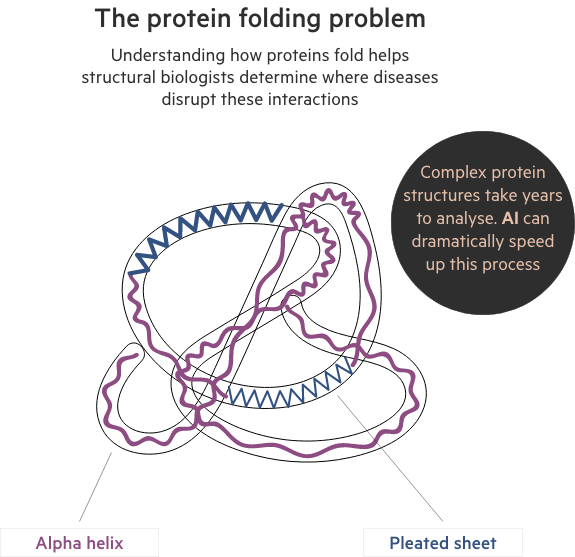 The protein folding problem
Understanding how proteins fold helps
structural biologists determine where diseases
disrupt these interactions
Complex protein
structures take years
to analyse. AI can
dramatically speed
up this process
Alpha helix
Pleated sheet